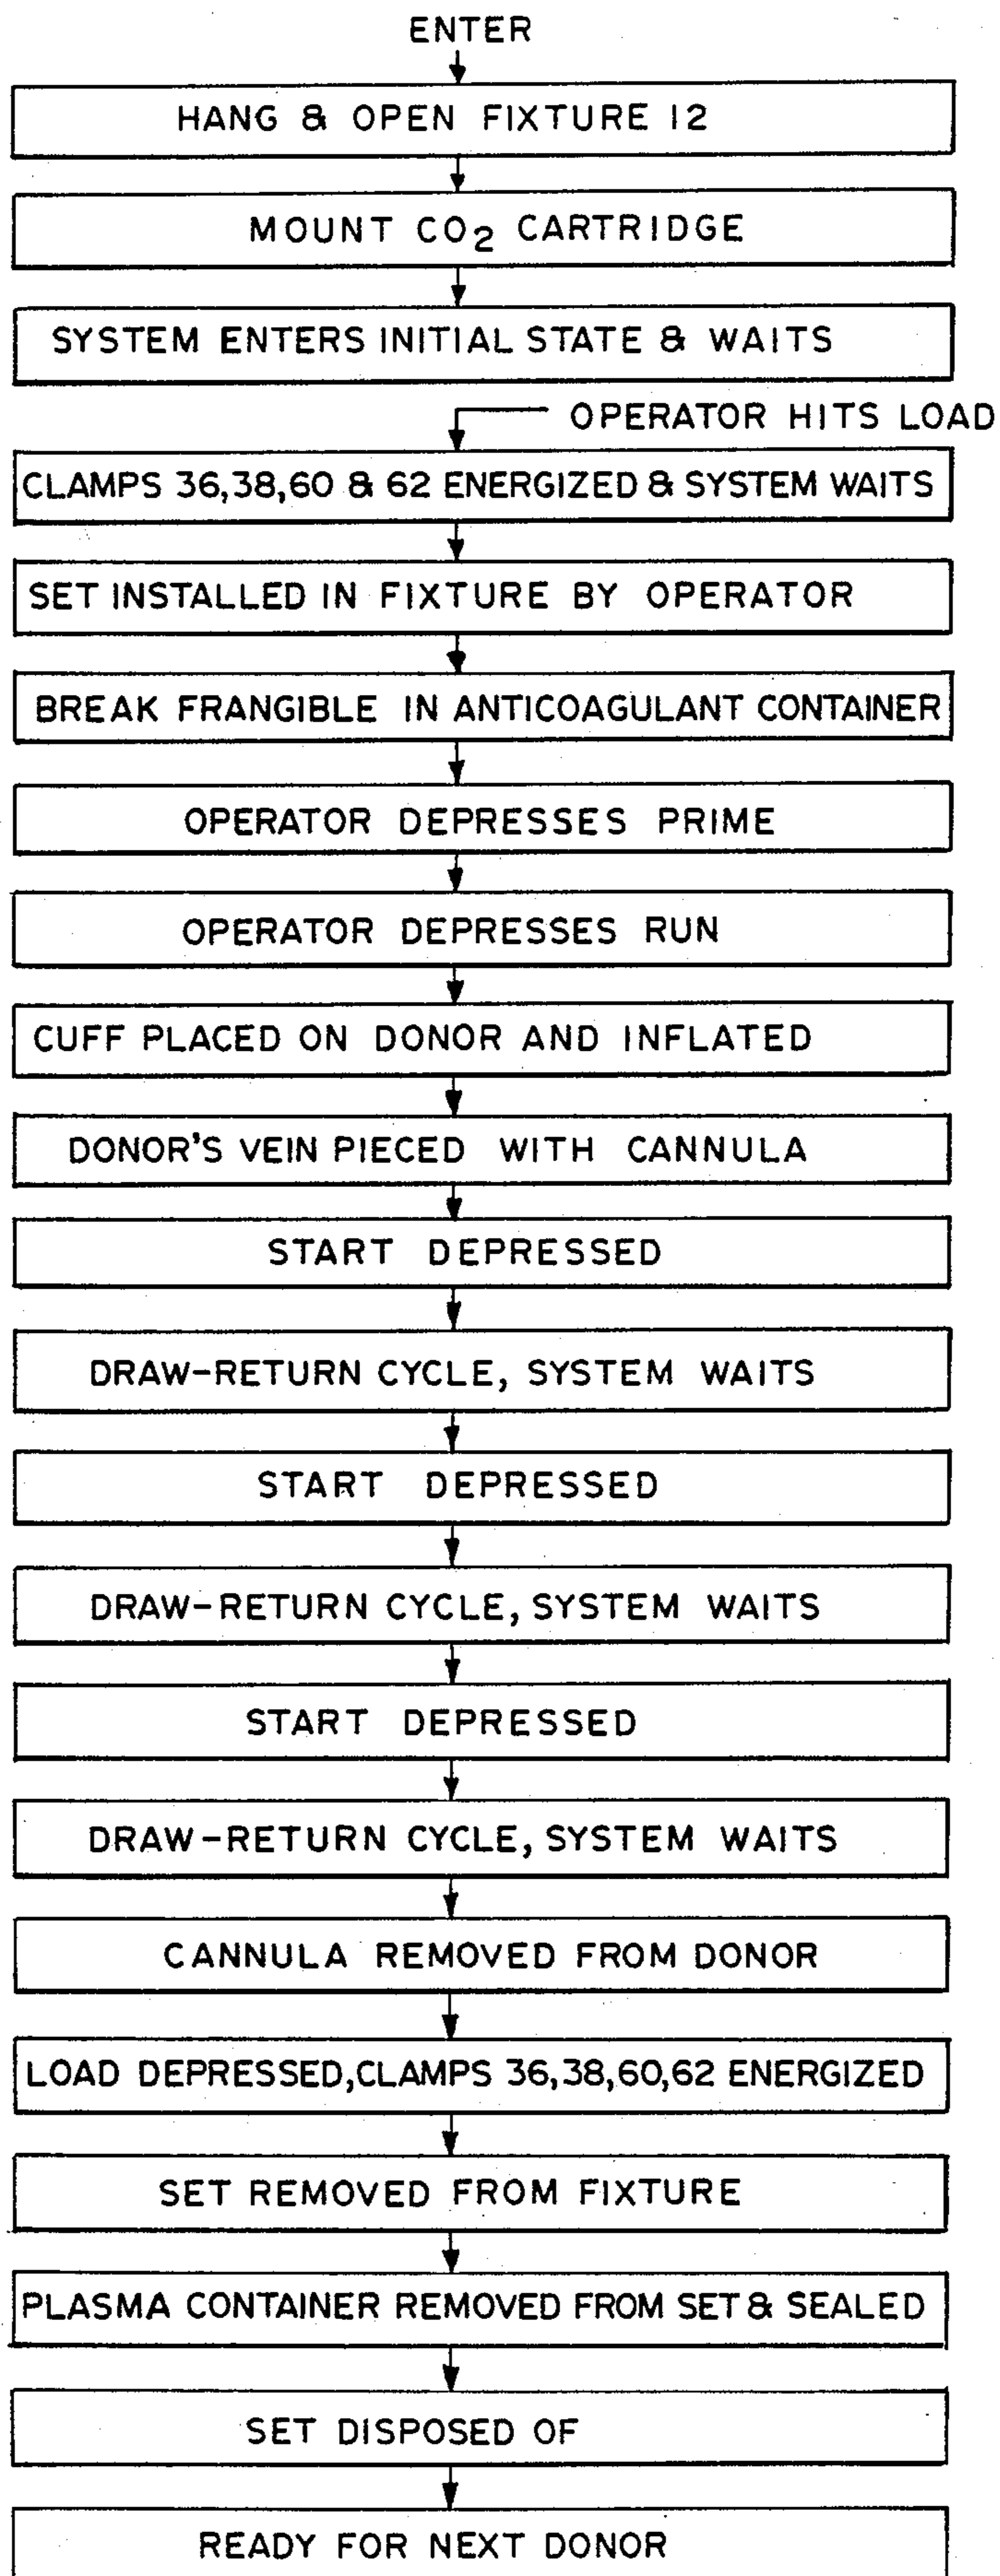 ENTER
HANG & OPEN FIXTURE 12
MOUNT CO2 CARTRIDGE
SYSTEM ENTERS INITIAL STATE & WAITS
OPERATOR HITS LOAD
CLAMPS 36,38,60 & 62 ENERGIZED & SYSTEM WAITS
SET INSTALLED IN FIXTURE BY OPERATOR
BREAK FRANGIBLE IN ANTICOAGULANT CONTAINER
OPERATOR DEPRESSES PRIME
OPERATOR DEPRESSES RUN
CUFF PLACED ON DONOR AND INFLATED
DONOR'S VEIN PIECED WITH CANNULA
START DEPRESSED
DRAW-RETURN CYCLE, SYSTEM WAITS
START DEPRESSED
DRAW-RETURN CYCLE, SYSTEM WAITS
START DEPRESSED
DRAW-RETURN CYCLE, SYSTEM WAITS
CANNULA REMOVED FROM DONOR
LOAD DEPRESSED, CLAMPS 36,38,60,62 ENERGIZED
SET REMOVED FROM FIXTURE
PLASMA CONTAINER REMOVED FROM SET & SEALED
SET DISPOSED OF
READY FOR NEXT DONOR